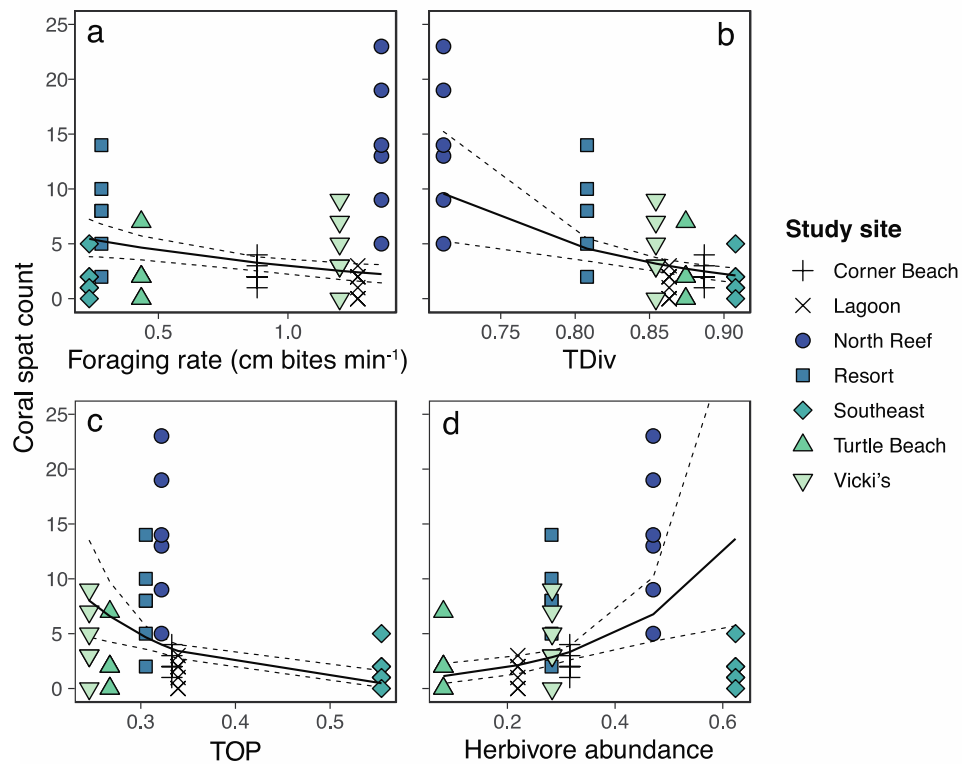 a
b
25
20
15
10
5
0
0.5 1.0
0.75 0.80 0.85 0.90
Foraging rate (cm bites min⁻¹)
TDiv
Coral spat count
c
d
25
20
15
10
5
0
0.3 0.4 0.5
0.2 0.4 0.6
TOP
Herbivore abundance
Study site
Corner Beach
Lagoon
North Reef
Resort
Southeast
Turtle Beach
Vicki's